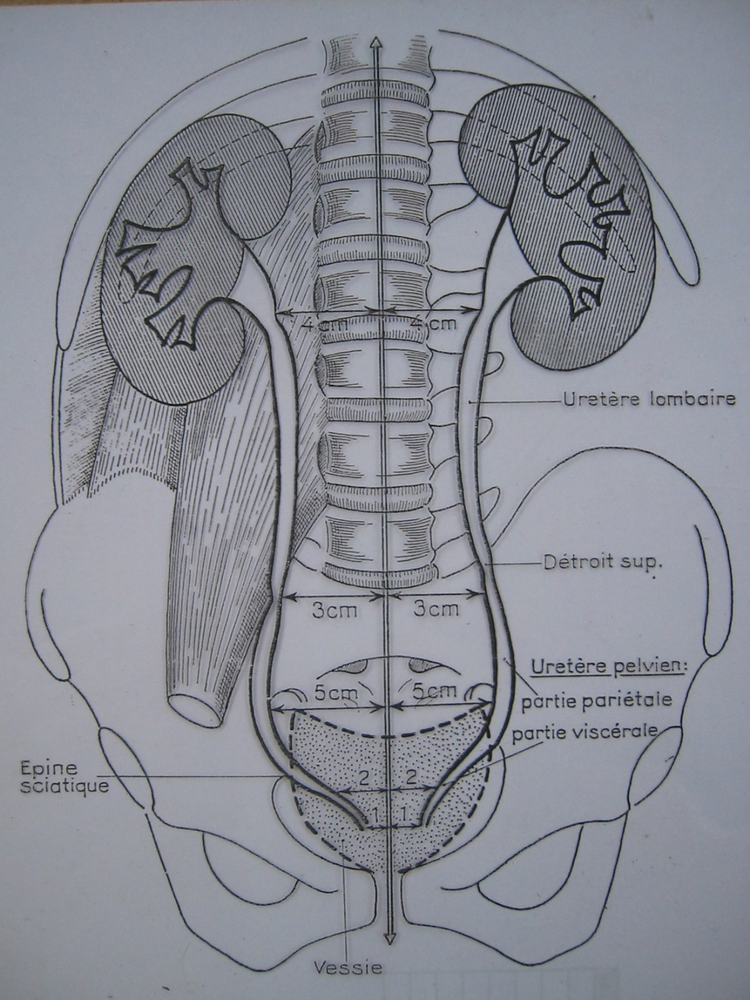 4cm 4cm
Uretère lombaire
Détroit sup.
3cm 3cm
Uretère pelvien:
5cm 5cm
partie pariétale
partie viscérale
Epine
sciatique
2 2
1 1
Vessie